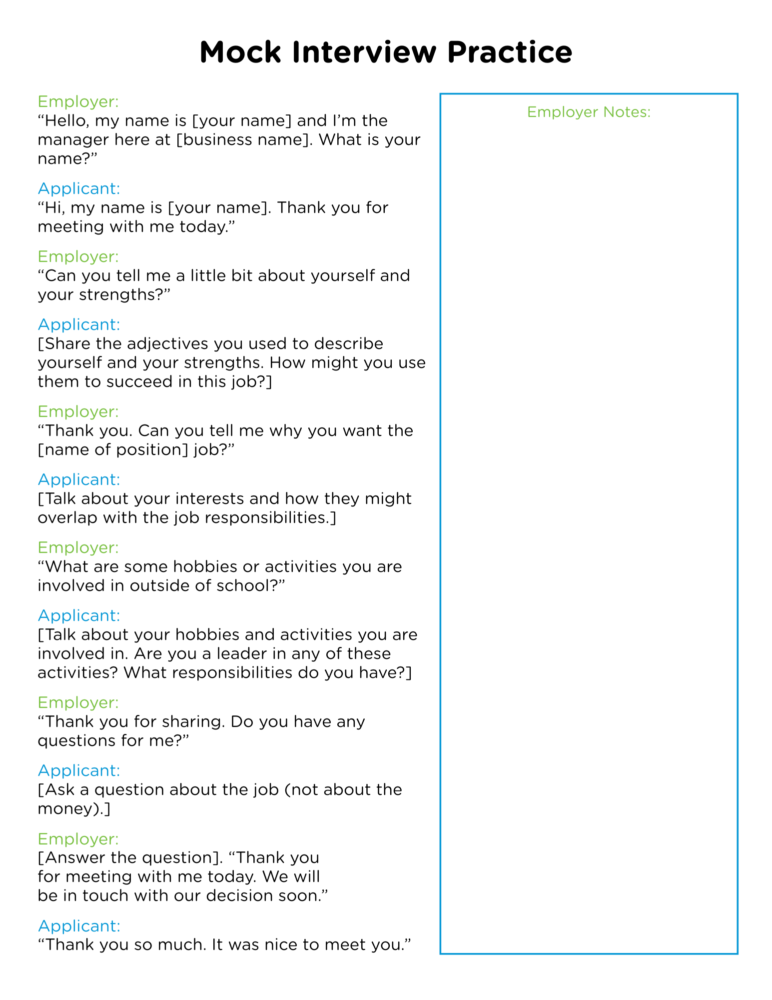 Mock Interview Practice
Employer:
“Hello, my name is [your name] and I’m the
manager here at [business name]. What is your
name?”
Applicant:
“Hi, my name is [your name]. Thank you for
meeting with me today.”
Employer:
“Can you tell me a little bit about yourself and
your strengths?”
Applicant:
[Share the adjectives you used to describe
yourself and your strengths. How might you use
them to succeed in this job?]
Employer:
“Thank you. Can you tell me why you want the
[name of position] job?”
Applicant:
[Talk about your interests and how they might
overlap with the job responsibilities.]
Employer:
“What are some hobbies or activities you are
involved in outside of school?”
Applicant:
[Talk about your hobbies and activities you are
involved in. Are you a leader in any of these
activities? What responsibilities do you have?]
Employer:
“Thank you for sharing. Do you have any
questions for me?”
Applicant:
[Ask a question about the job (not about the
money).]
Employer:
[Answer the question]. “Thank you
for meeting with me today. We will
be in touch with our decision soon.”
Applicant:
“Thank you so much. It was nice to meet you.”
Employer Notes: